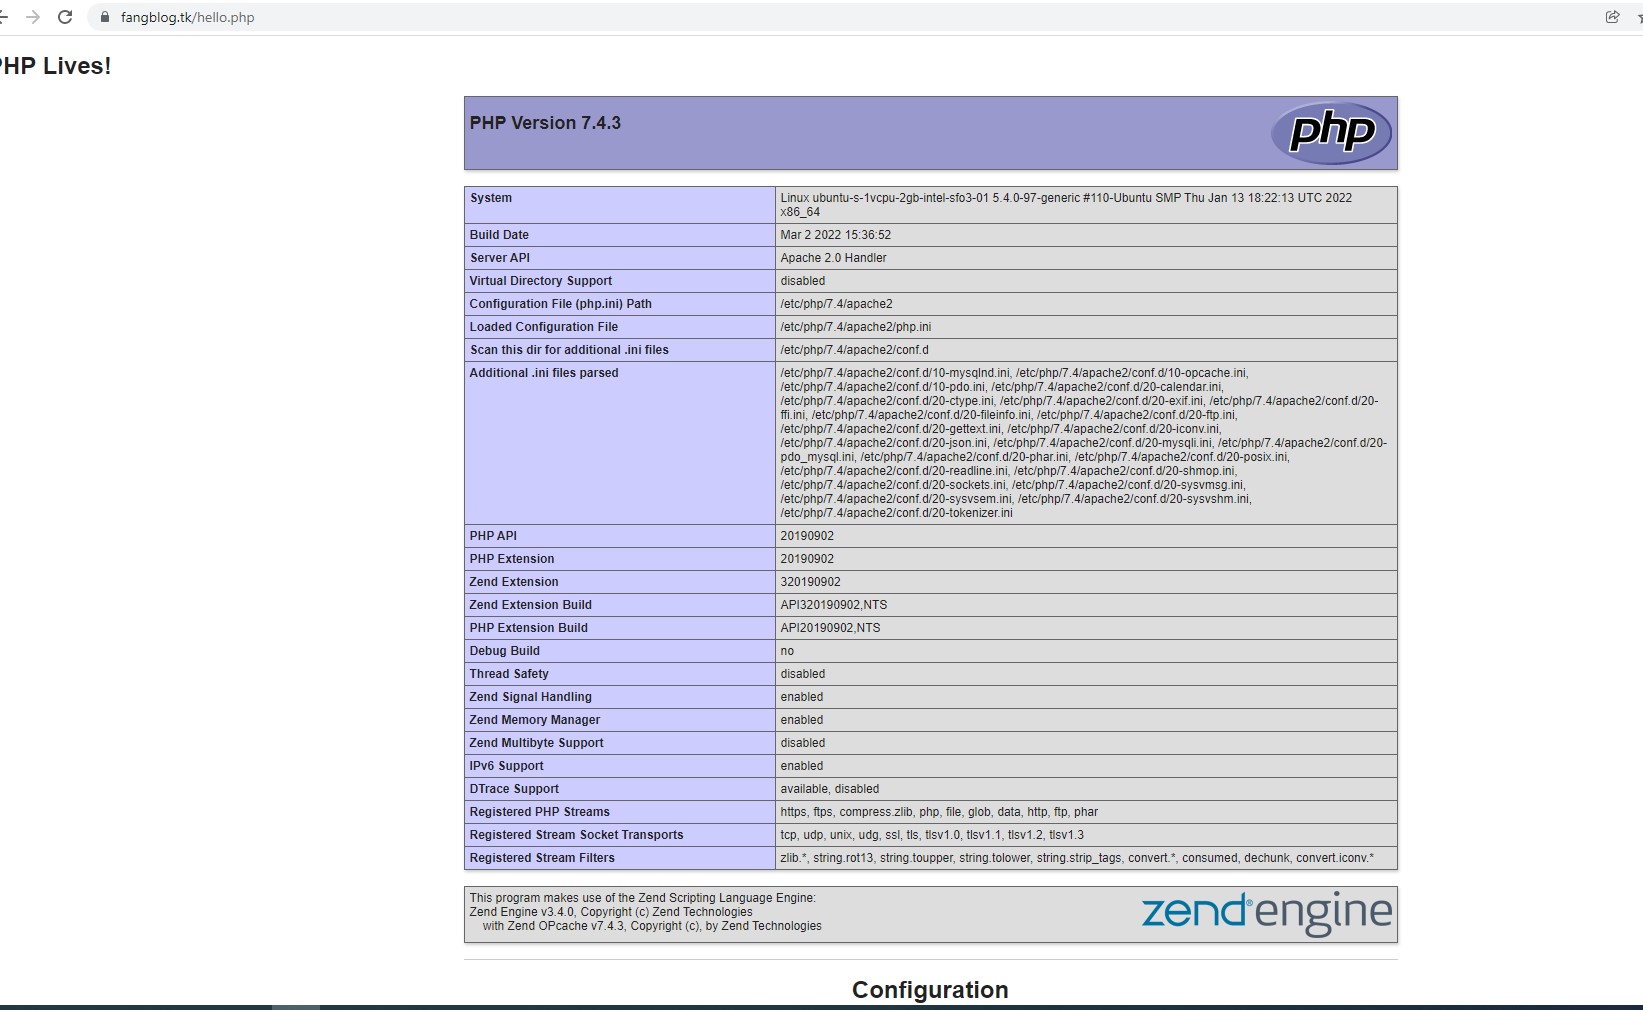 fangblog.tk/hello.php
PHP Lives!
PHP Version 7.4.3
php
System Linux ubuntu-s-1vcpu-2gb-intel-sfo3-01 5.4.0-97-generic #110-Ubuntu SMP Thu Jan 13 18:22:13 UTC 2022
x86_64
Build Date Mar 2 2022 15:36:52
Server API Apache 2.0 Handler
Virtual Directory Support disabled
Configuration File (php.ini) Path /etc/php/7.4/apache2
Loaded Configuration File /etc/php/7.4/apache2/php.ini
Scan this dir for additional .ini files /etc/php/7.4/apache2/conf.d
Additional .ini files parsed /etc/php/7.4/apache2/conf.d/10-mysqlnd.ini, /etc/php/7.4/apache2/conf.d/10-opcache.ini,
/etc/php/7.4/apache2/conf.d/10-pdo.ini, /etc/php/7.4/apache2/conf.d/20-calendar.ini,
/etc/php/7.4/apache2/conf.d/20-ctype.ini, /etc/php/7.4/apache2/conf.d/20-exif.ini, /etc/php/7.4/apache2/conf.d/20-
ffi.ini, /etc/php/7.4/apache2/conf.d/20-fileinfo.ini, /etc/php/7.4/apache2/conf.d/20-ftp.ini,
/etc/php/7.4/apache2/conf.d/20-gettext.ini, /etc/php/7.4/apache2/conf.d/20-iconv.ini,
/etc/php/7.4/apache2/conf.d/20-json.ini, /etc/php/7.4/apache2/conf.d/20-mysqli.ini, /etc/php/7.4/apache2/conf.d/20-
pdo_mysql.ini, /etc/php/7.4/apache2/conf.d/20-phar.ini, /etc/php/7.4/apache2/conf.d/20-posix.ini,
/etc/php/7.4/apache2/conf.d/20-readline.ini, /etc/php/7.4/apache2/conf.d/20-shmop.ini,
/etc/php/7.4/apache2/conf.d/20-sockets.ini, /etc/php/7.4/apache2/conf.d/20-sysvmsg.ini,
/etc/php/7.4/apache2/conf.d/20-sysvsem.ini, /etc/php/7.4/apache2/conf.d/20-sysvshm.ini,
/etc/php/7.4/apache2/conf.d/20-tokenizer.ini
PHP API 20190902
PHP Extension 20190902
Zend Extension 320190902
Zend Extension Build API320190902,NTS
PHP Extension Build API20190902,NTS
Debug Build no
Thread Safety disabled
Zend Signal Handling enabled
Zend Memory Manager enabled
Zend Multibyte Support disabled
IPv6 Support enabled
DTrace Support available, disabled
Registered PHP Streams https, ftps, compress.zlib, php, file, glob, data, http, ftp, phar
Registered Stream Socket Transports tcp, udp, unix, udg, ssl, tls, tlsv1.0, tlsv1.1, tlsv1.2, tlsv1.3
Registered Stream Filters zlib.*, string.rot13, string.toupper, string.tolower, string.strip_tags, convert.*, consumed, dechunk, convert.iconv.*
This program makes use of the Zend Scripting Language Engine:
Zend Engine v3.4.0, Copyright (c) Zend Technologies
with Zend OPcache v7.4.3, Copyright (c), by Zend Technologies
zend® engine
Configuration